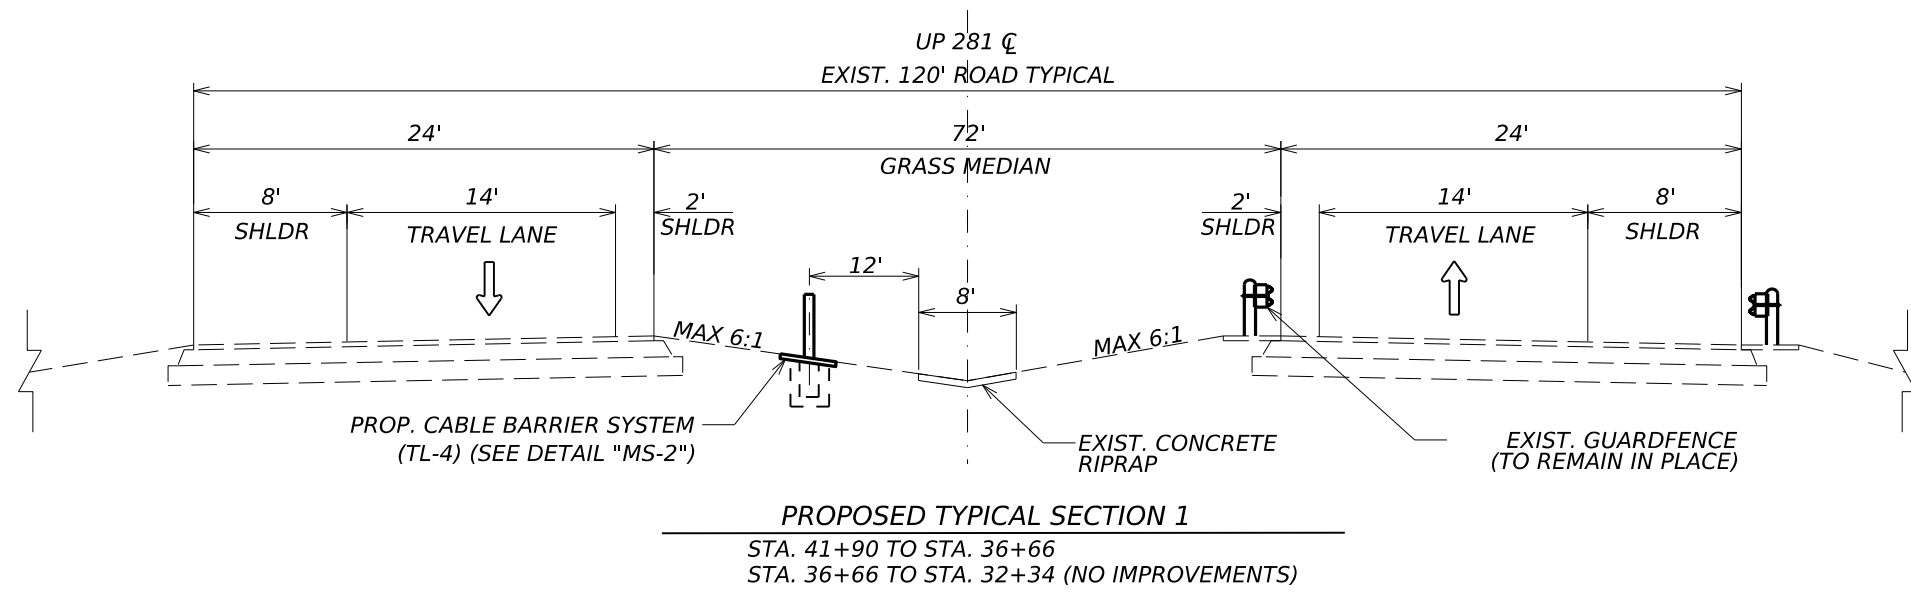 UP 281 ℄
EXIST. 120' ROAD TYPICAL
24'
72'
24'
GRASS MEDIAN
8'
14'
2'
2'
14'
8'
SHLDR
TRAVEL LANE
SHLDR
SHLDR
TRAVEL LANE
SHLDR
12'
8'
MAX 6:1
MAX 6:1
PROP. CABLE BARRIER SYSTEM
(TL-4) (SEE DETAIL "MS-2")
EXIST. CONCRETE
RIPRAP
EXIST. GUARDFENCE
(TO REMAIN IN PLACE)
PROPOSED TYPICAL SECTION 1
STA. 41+90 TO STA. 36+66
STA. 36+66 TO STA. 32+34 (NO IMPROVEMENTS)